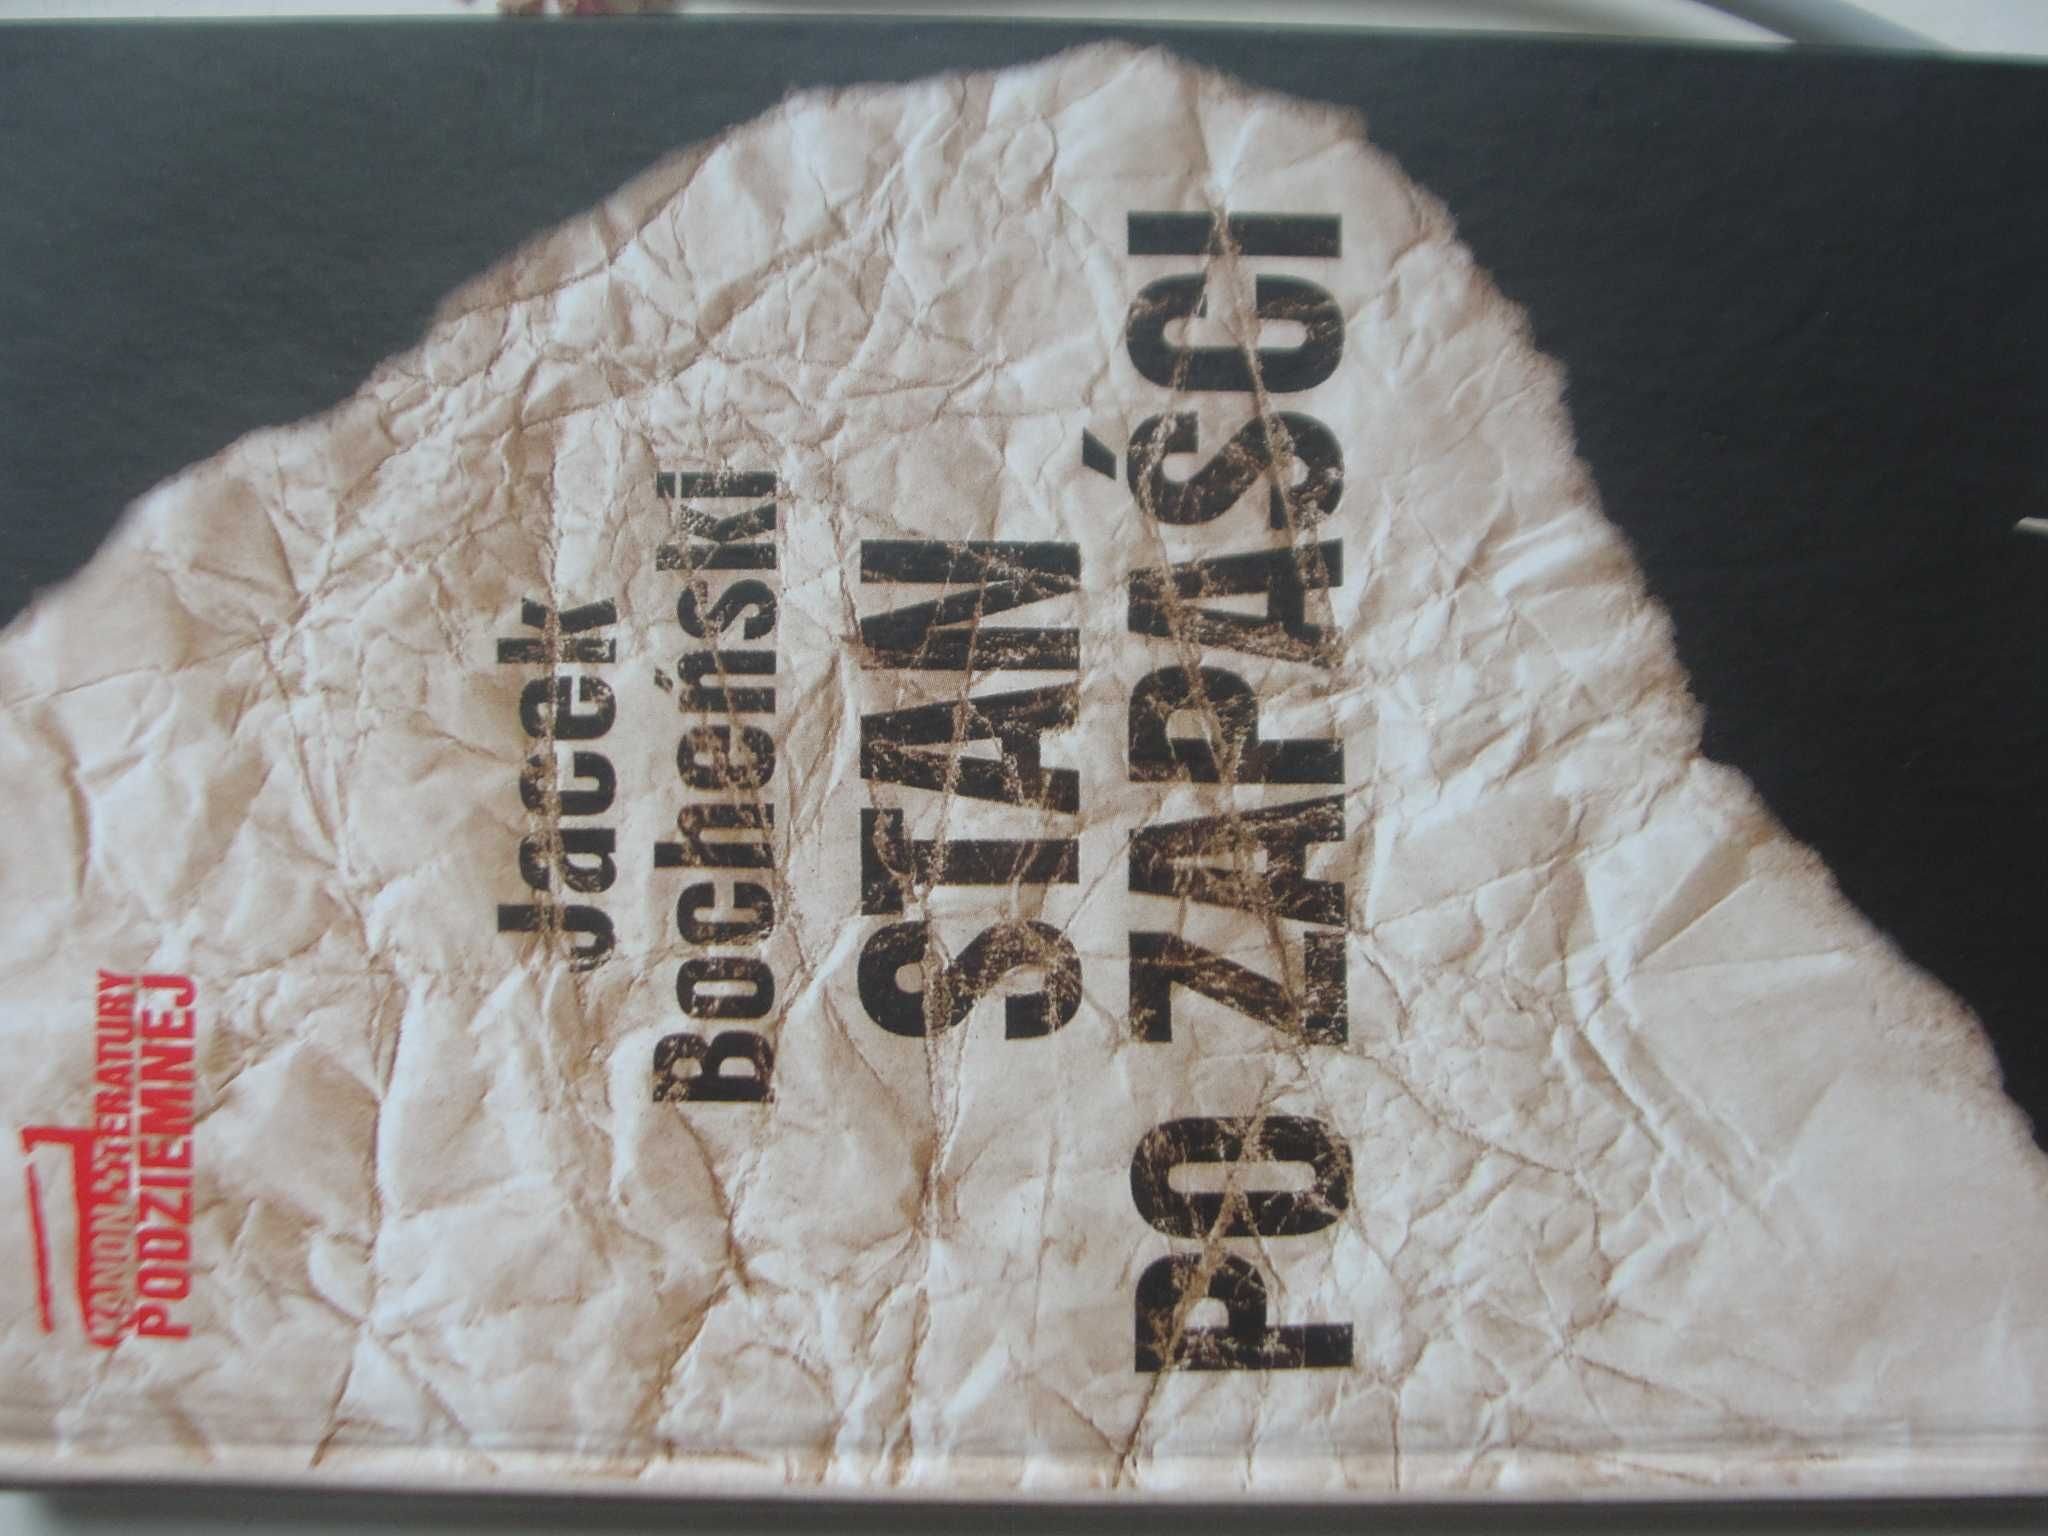 KANON LITERATURY
PODZIEMNEJ
Jacek
Bocheński
STAN
PO ZAPAŚCI